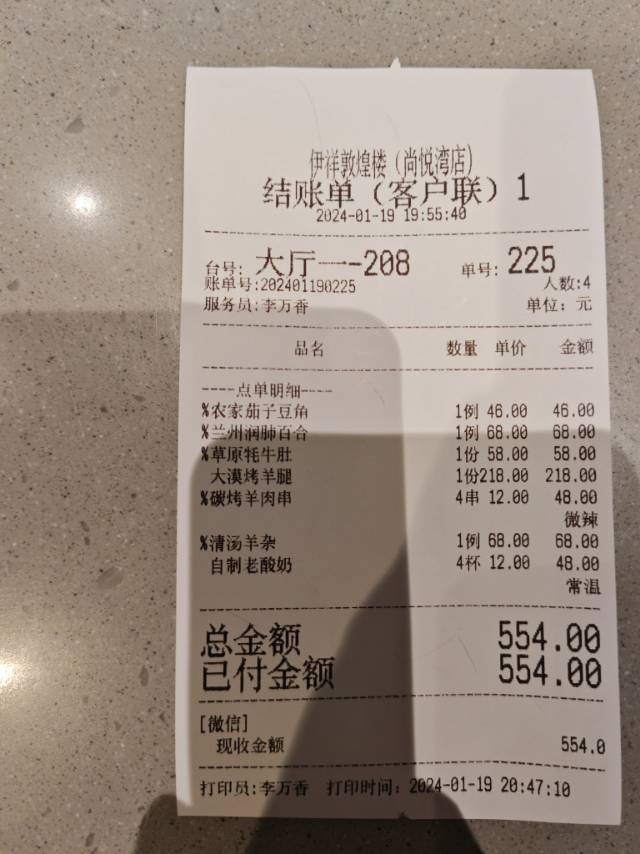 伊祥敦煌楼（尚悦湾店）
结账单（客户联）1
2024-01-19 19:55:40
台号: 大厅一-208 单号: 225
账单号:202401190225 人数:4
服务员:李万香 单位: 元
品名 数量 单价 金额
----点单明细----
%农家茄子豆角 1例 46.00 46.00
%兰州润肺百合 1例 68.00 68.00
%草原牦牛肚 1份 58.00 58.00
大漠烤羊腿 1份218.00 218.00
%碳烤羊肉串 4串 12.00 48.00
微辣
%清汤羊杂 1例 68.00 68.00
自制老酸奶 4杯 12.00 48.00
常温
总金额 554.00
已付金额 554.00
[微信]
现收金额 554.0
打印员:李万香 打印时间: 2024-01-19 20:47:10